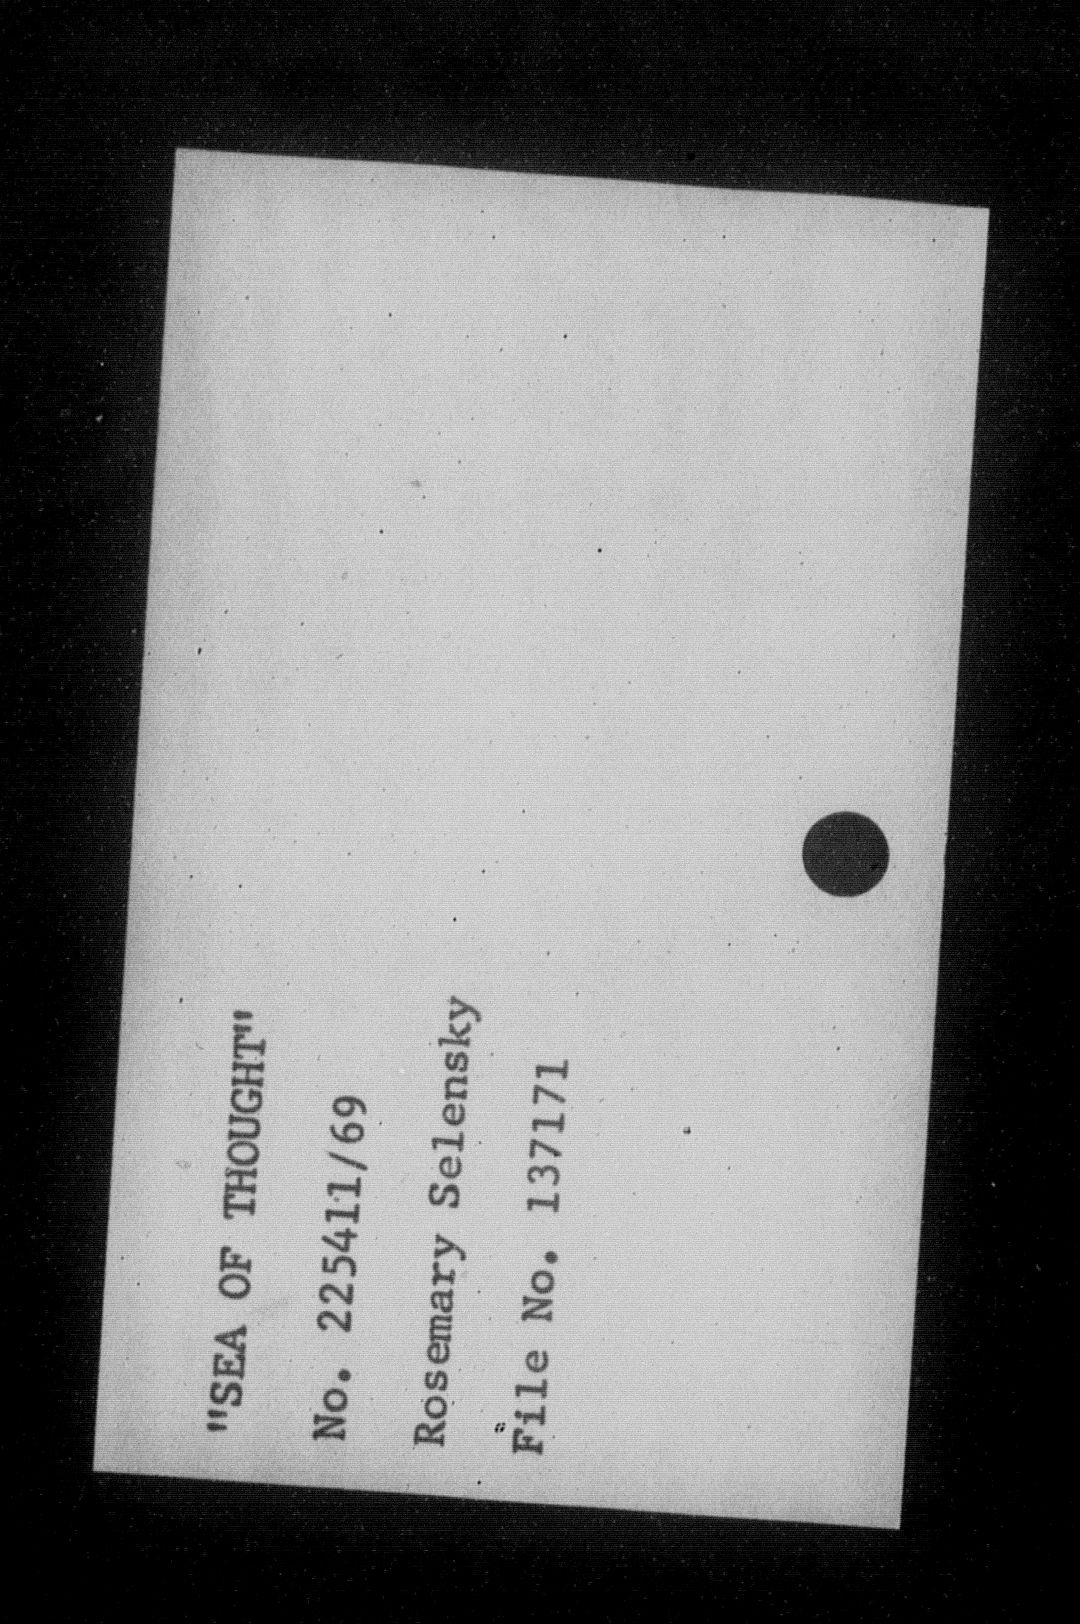 "SEA OF THOUGHT"
No. 225411/69
Rosemary Selensky
File No. 137171